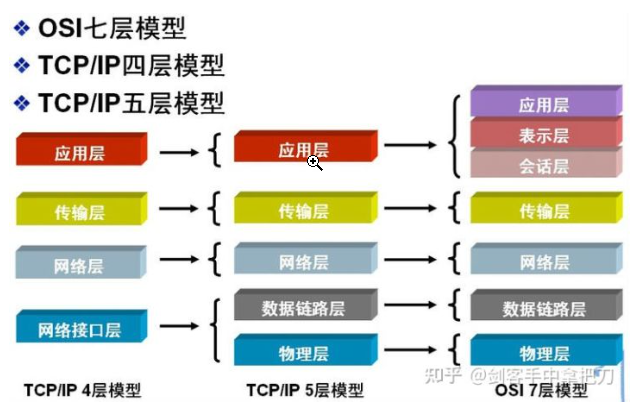 ❖ OSI七层模型
❖ TCP/IP四层模型
❖ TCP/IP五层模型
应用层
传输层
网络层
网络接口层
TCP/IP 4层模型
应用层
传输层
网络层
数据链路层
物理层
TCP/IP 5层模型
应用层
表示层
会话层
传输层
网络层
数据链路层
物理层
OSI 7层模型
知乎 @剑客手中拿把刀